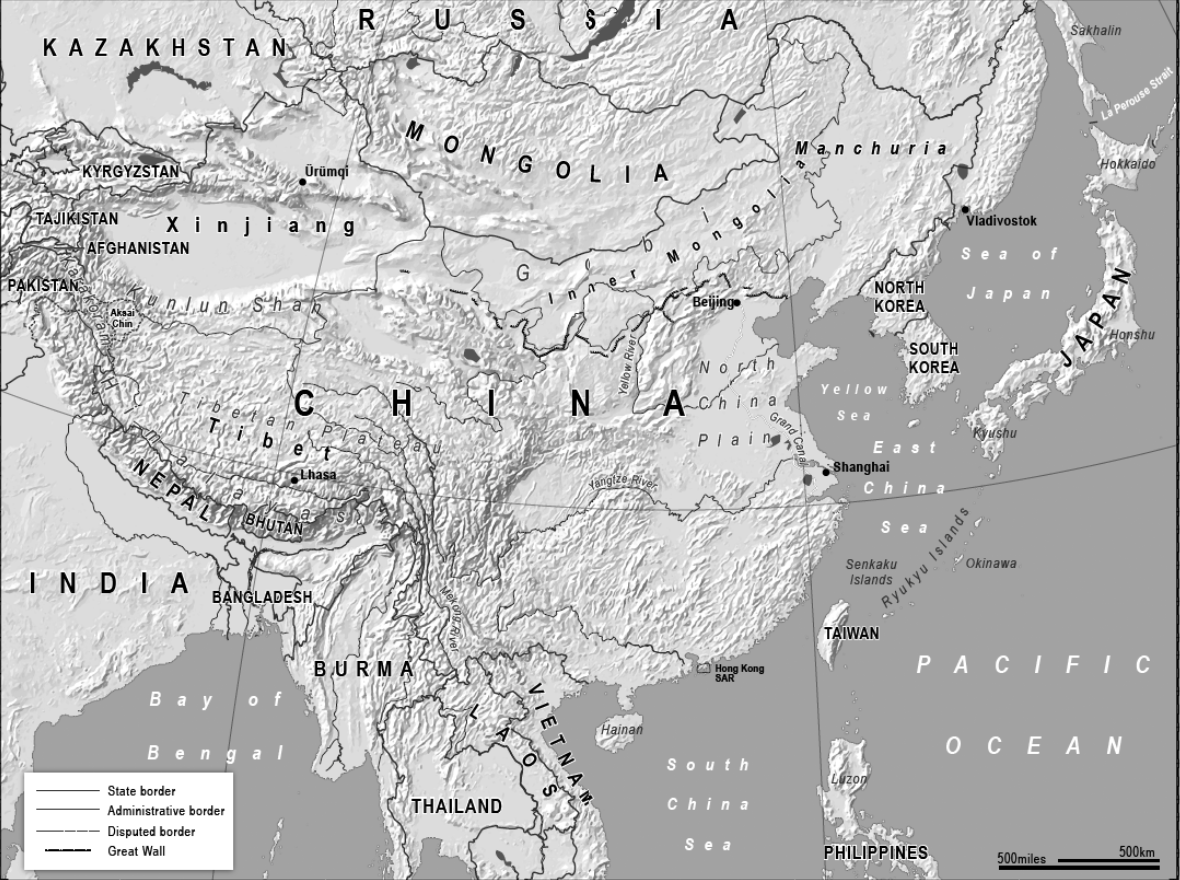 RUSSIA
KAZAKHSTAN
Sakhalin
La Perouse Strait
MONGOLIA
Manchuria
Hokkaido
KYRGYZSTAN
Ürümqi
TAJIKISTAN
Xinjiang
Vladivostok
AFGHANISTAN
Gobi
Inner Mongolia
Sea of
Japan
PAKISTAN
Karakoram
Kunlun Shan
Aksai
Chin
Beijing
NORTH
KOREA
JAPAN
Honshu
SOUTH
KOREA
Yellow River
North
China
Plain
Yellow
Sea
CHINA
Tibetan Plateau
Tibet
Grand Canal
Kyushu
East
China
Sea
Himalayas
Lhasa
Shanghai
NEPAL
Yangtze River
BHUTAN
Ryukyu Islands
Senkaku
Islands
Okinawa
INDIA
BANGLADESH
Mekong River
TAIWAN
BURMA
Hong Kong
SAR
PACIFIC
OCEAN
Bay of
Bengal
LAOS
VIETNAM
Hainan
South
China
Sea
Luzon
THAILAND
PHILIPPINES
State border
Administrative border
Disputed border
Great Wall
500miles
500km